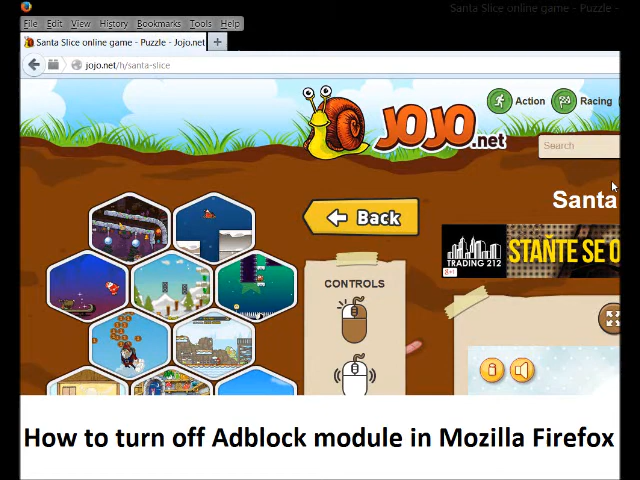 Santa Slice online game - Puzzle -
File Edit View History Bookmarks Tools Help
Santa Slice online game - Puzzle - Jojo.net
jojo.net/h/santa-slice
JOJO.net
Action
Racing
Search
Santa
Back
TRADING 212
STAŇTE SE O
CONTROLS
How to turn off Adblock module in Mozilla Firefox